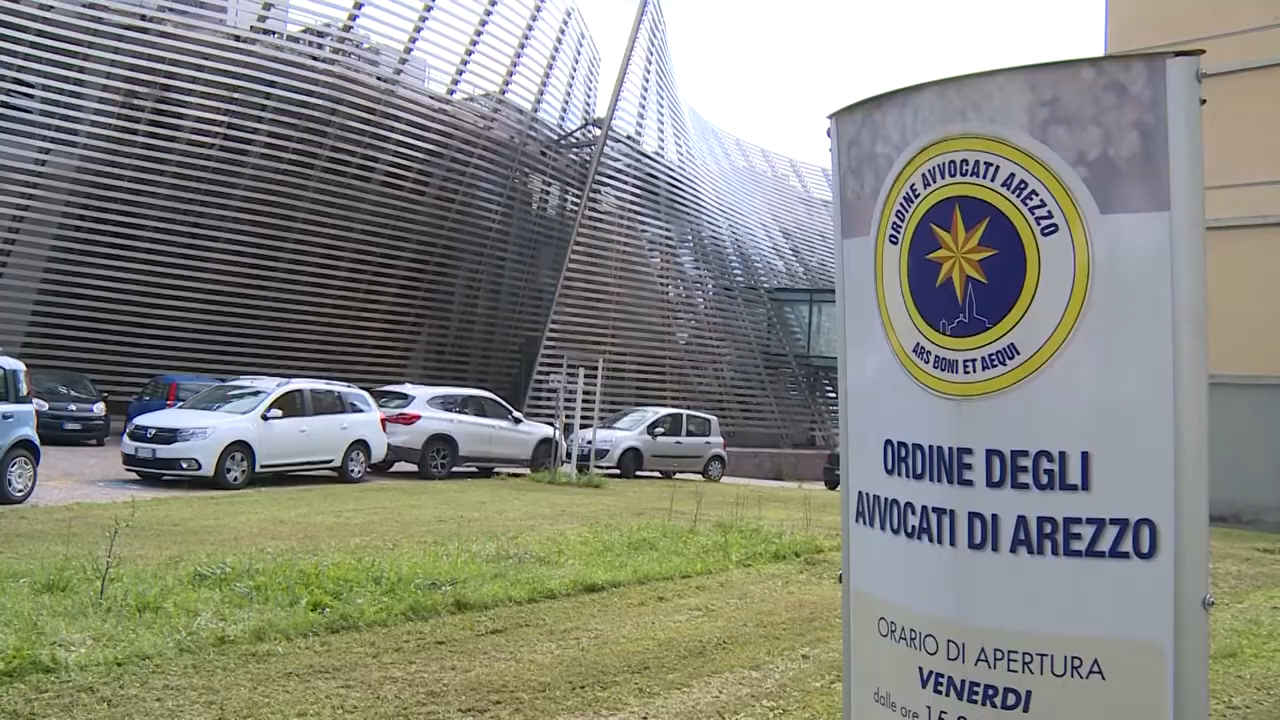 ORDINE AVVOCATI AREZZO
ARS BONI ET AEQUI
ORDINE DEGLI
AVVOCATI DI AREZZO
ORARIO DI APERTURA
VENERDI
dalle ore